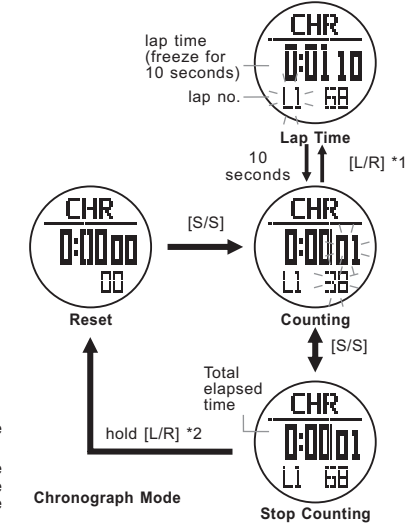 CHR
0:01 10
L1 68
lap time
(freeze for
10 seconds)
lap no.
Lap Time
10
seconds
[L/R] *1
CHR
0:00 00
00
Reset
[S/S]
CHR
0:00 01
L1 38
Counting
[S/S]
Total
elapsed
time
CHR
0:00 01
L1 68
Stop Counting
hold [L/R] *2
Chronograph Mode
e
e
e
e